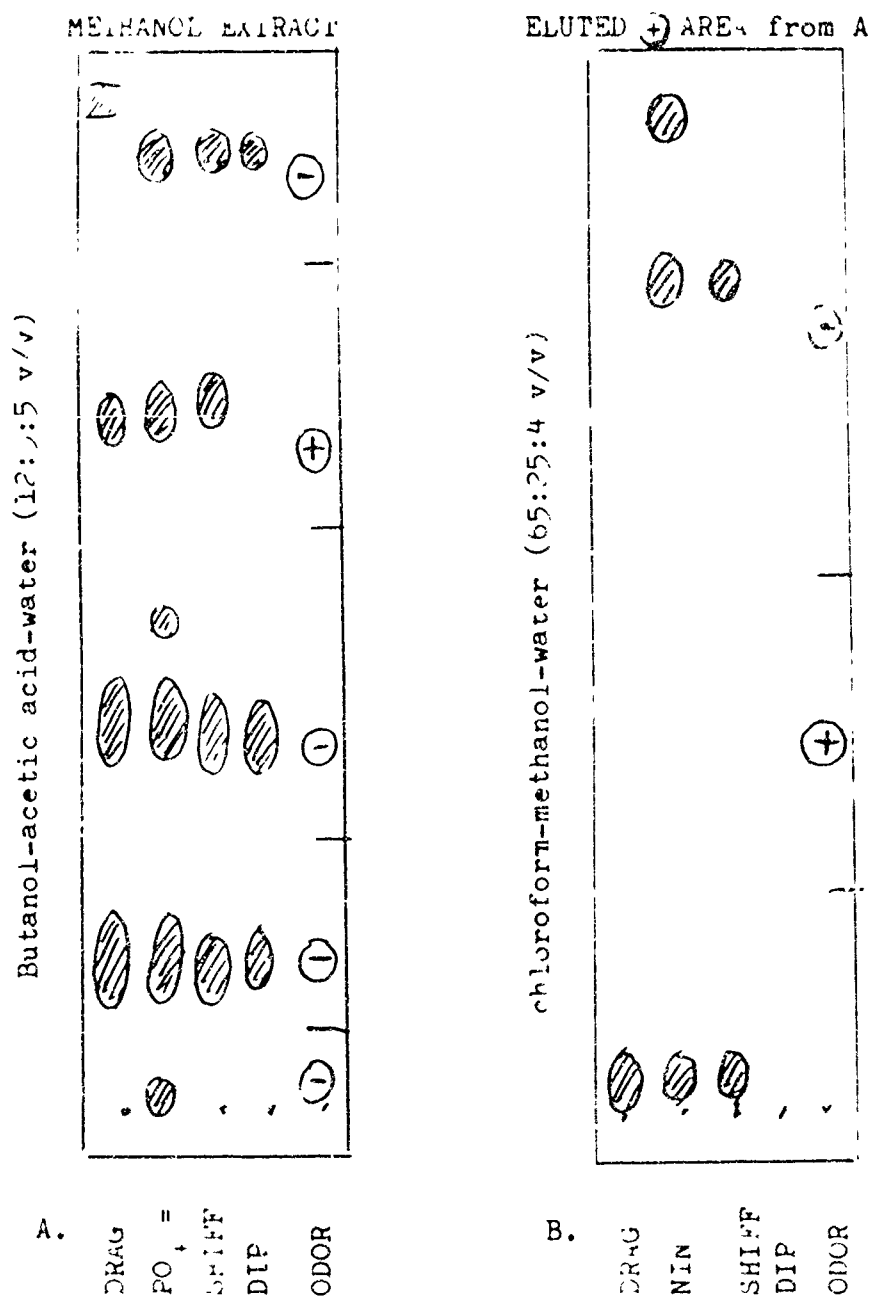 METHANOL EXTRACT
ELUTED + AREA from A
Butanol-acetic acid-water
chloroform-methanol-water (65:25:4 v/v)
-
+
-
-
-
+
A.
DRAG
PO4 =
SHIFF
DIP
ODOR
B.
DRAG
NIN
SHIFF
DIP
ODOR